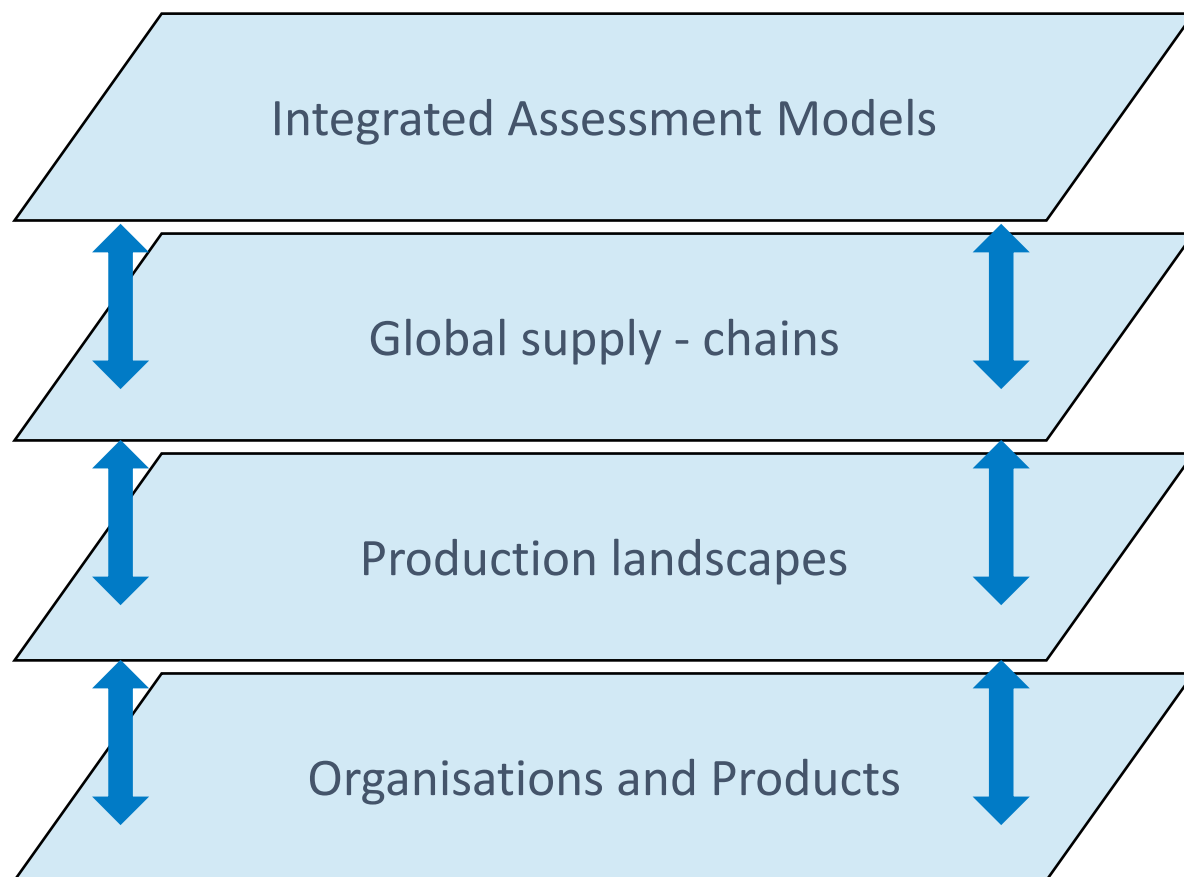 Integrated Assessment Models
Global supply - chains
Production landscapes
Organisations and Products